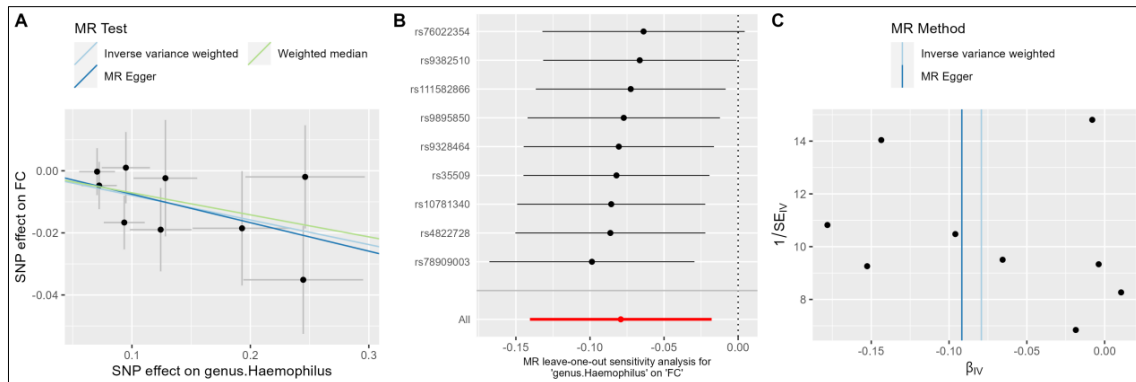 A
MR Test
Inverse variance weighted
Weighted median
MR Egger
SNP effect on FC
0.00
-0.02
-0.04
0.1
0.2
0.3
SNP effect on genus.Haemophilus
B
rs76022354
rs9382510
rs111582866
rs9895850
rs9328464
rs35509
rs10781340
rs4822728
rs78909003
All
-0.15
-0.10
-0.05
0.00
MR leave-one-out sensitivity analysis for
'genus.Haemophilus' on 'FC'
C
MR Method
Inverse variance weighted
MR Egger
1/SEIV
14
12
10
8
-0.15
-0.10
-0.05
0.00
βIV